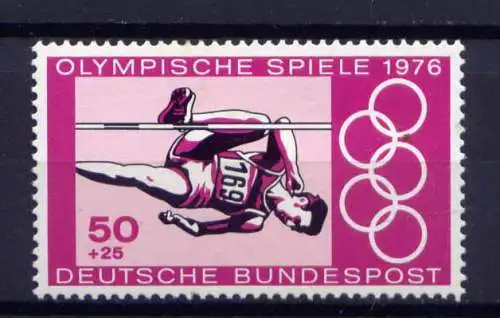 OLYMPISCHE SPIELE 1976
169
50
+25
DEUTSCHE BUNDESPOST